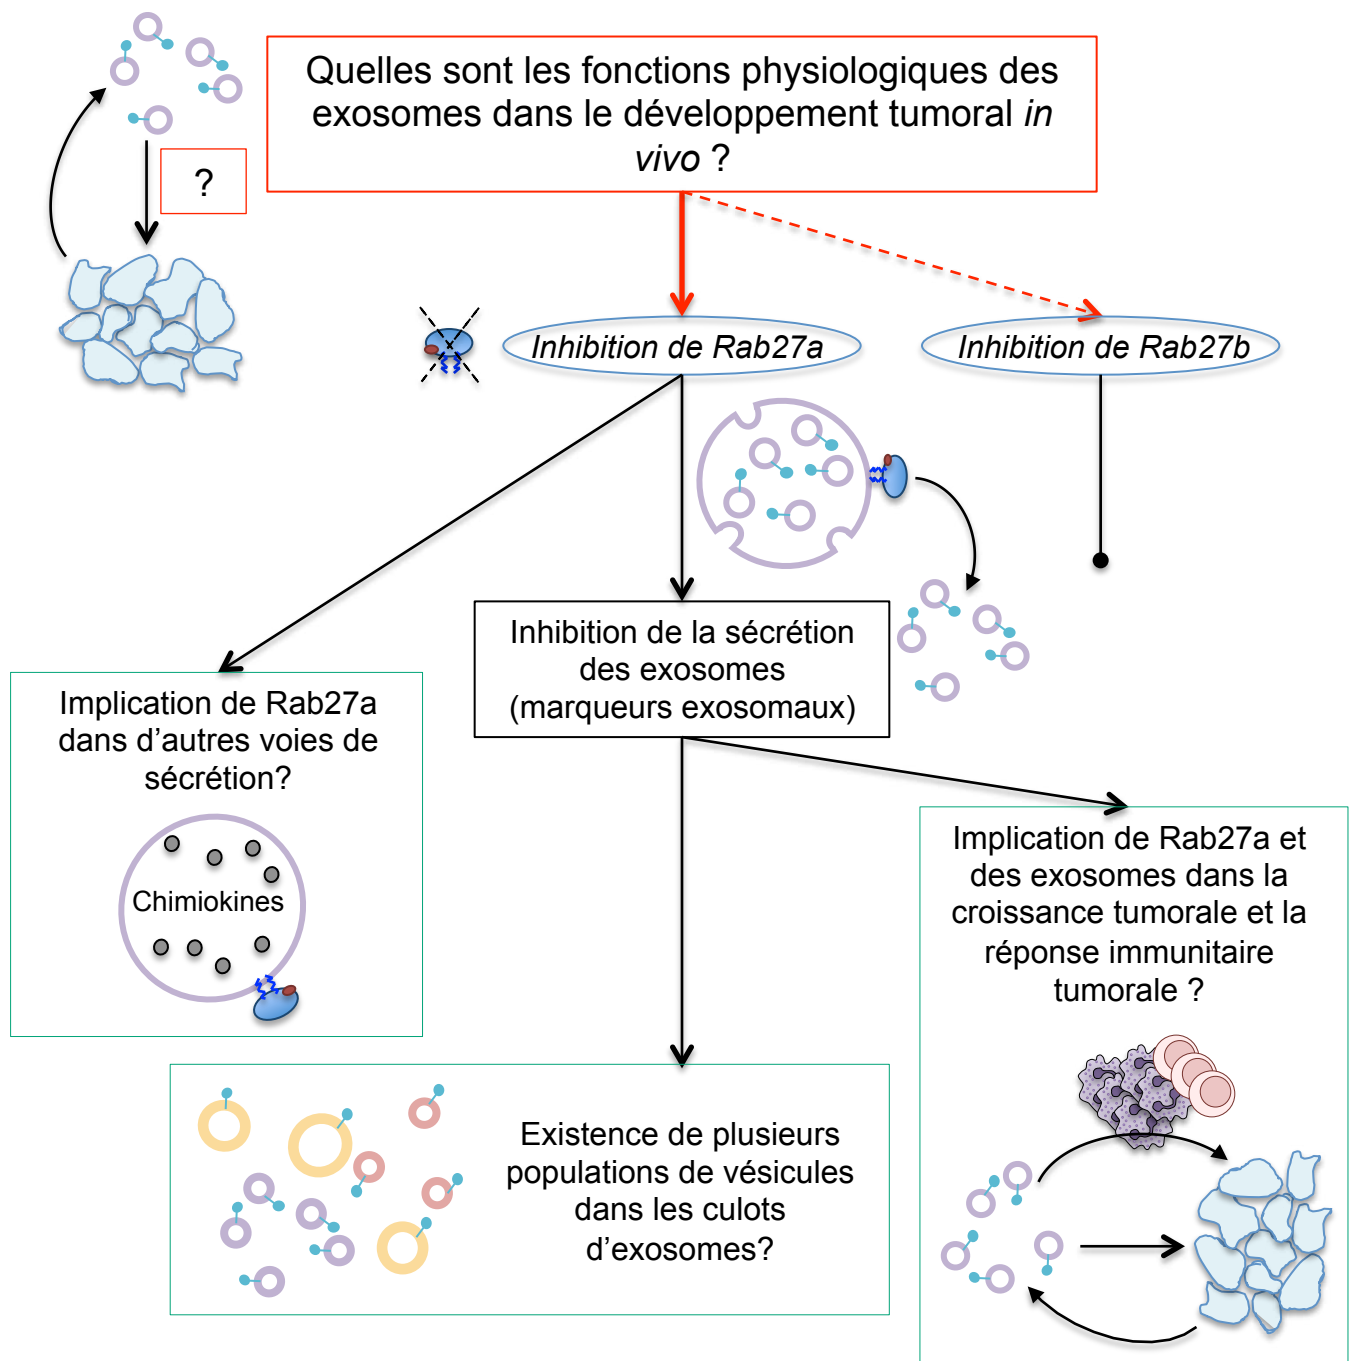 Quelles sont les fonctions physiologiques des
exosomes dans le développement tumoral in
vivo ?
?
Inhibition de Rab27a
Inhibition de Rab27b
Inhibition de la sécrétion
des exosomes
(marqueurs exosomaux)
Implication de Rab27a
dans d’autres voies de
sécrétion?
Chimiokines
Implication de Rab27a et
des exosomes dans la
croissance tumorale et la
réponse immunitaire
tumorale ?
Existence de plusieurs
populations de vésicules
dans les culots
d’exosomes?